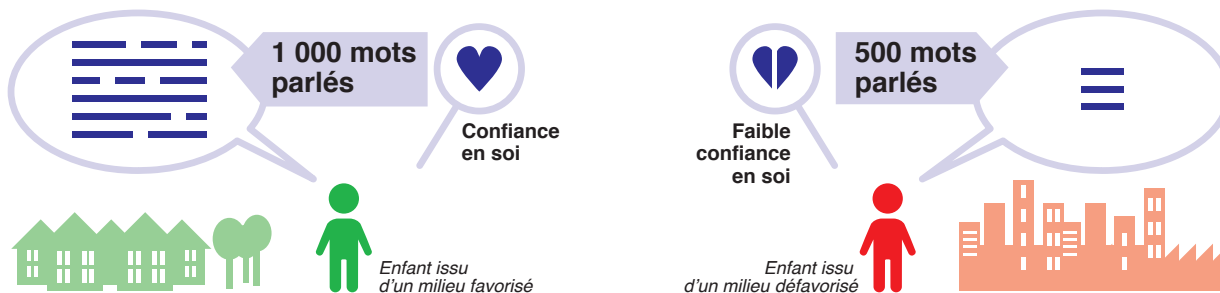 1 000 mots
parlés
Confiance
en soi
Enfant issu
d'un milieu favorisé
500 mots
parlés
Faible
confiance
en soi
Enfant issu
d'un milieu défavorisé